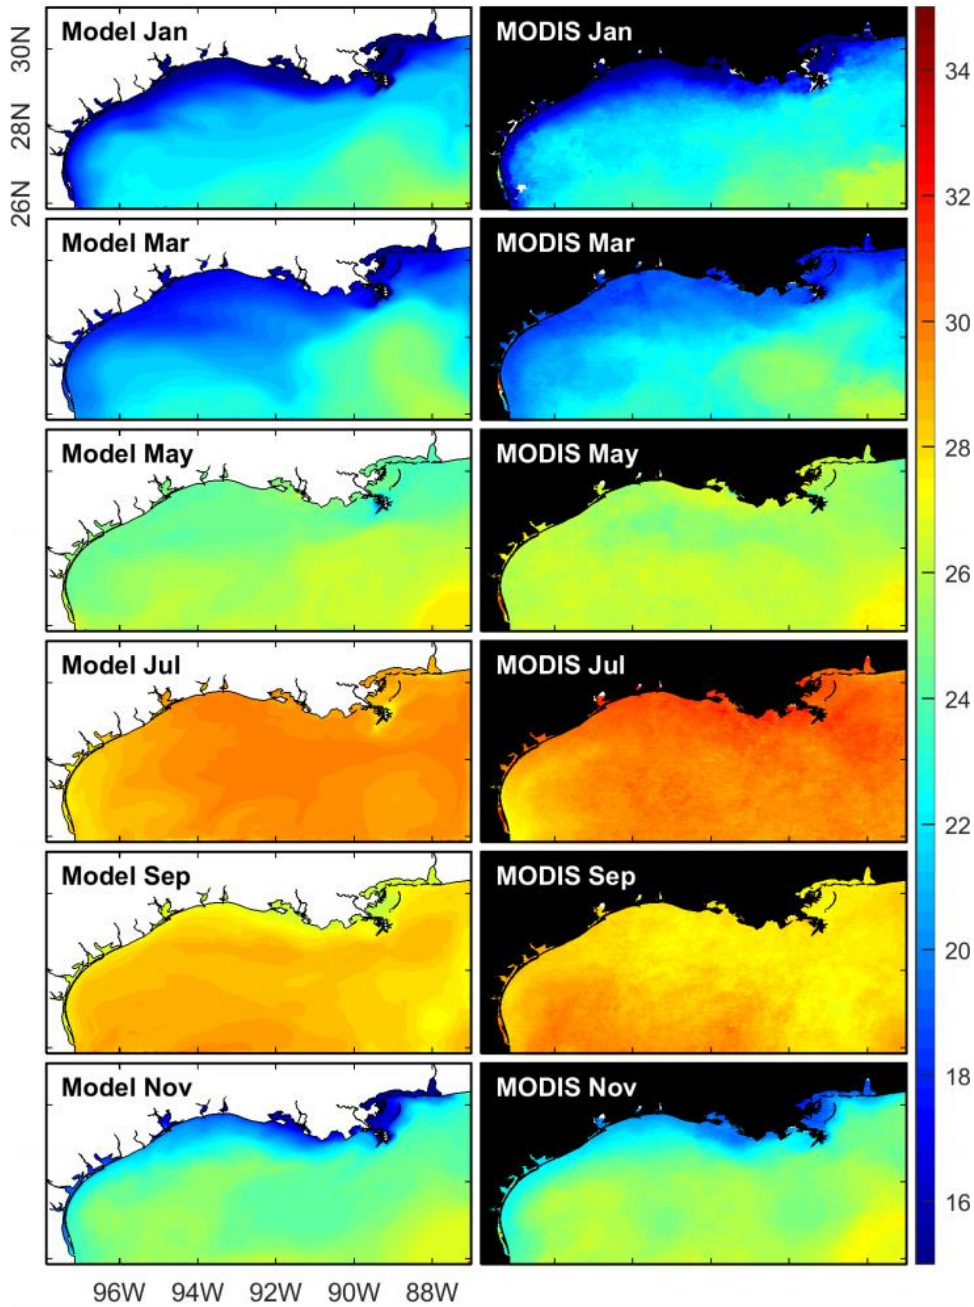 Model Jan
MODIS Jan
30N
28N
26N
Model Mar
MODIS Mar
Model May
MODIS May
Model Jul
MODIS Jul
Model Sep
MODIS Sep
Model Nov
MODIS Nov
96W 94W 92W 90W 88W
34
32
30
28
26
24
22
20
18
16